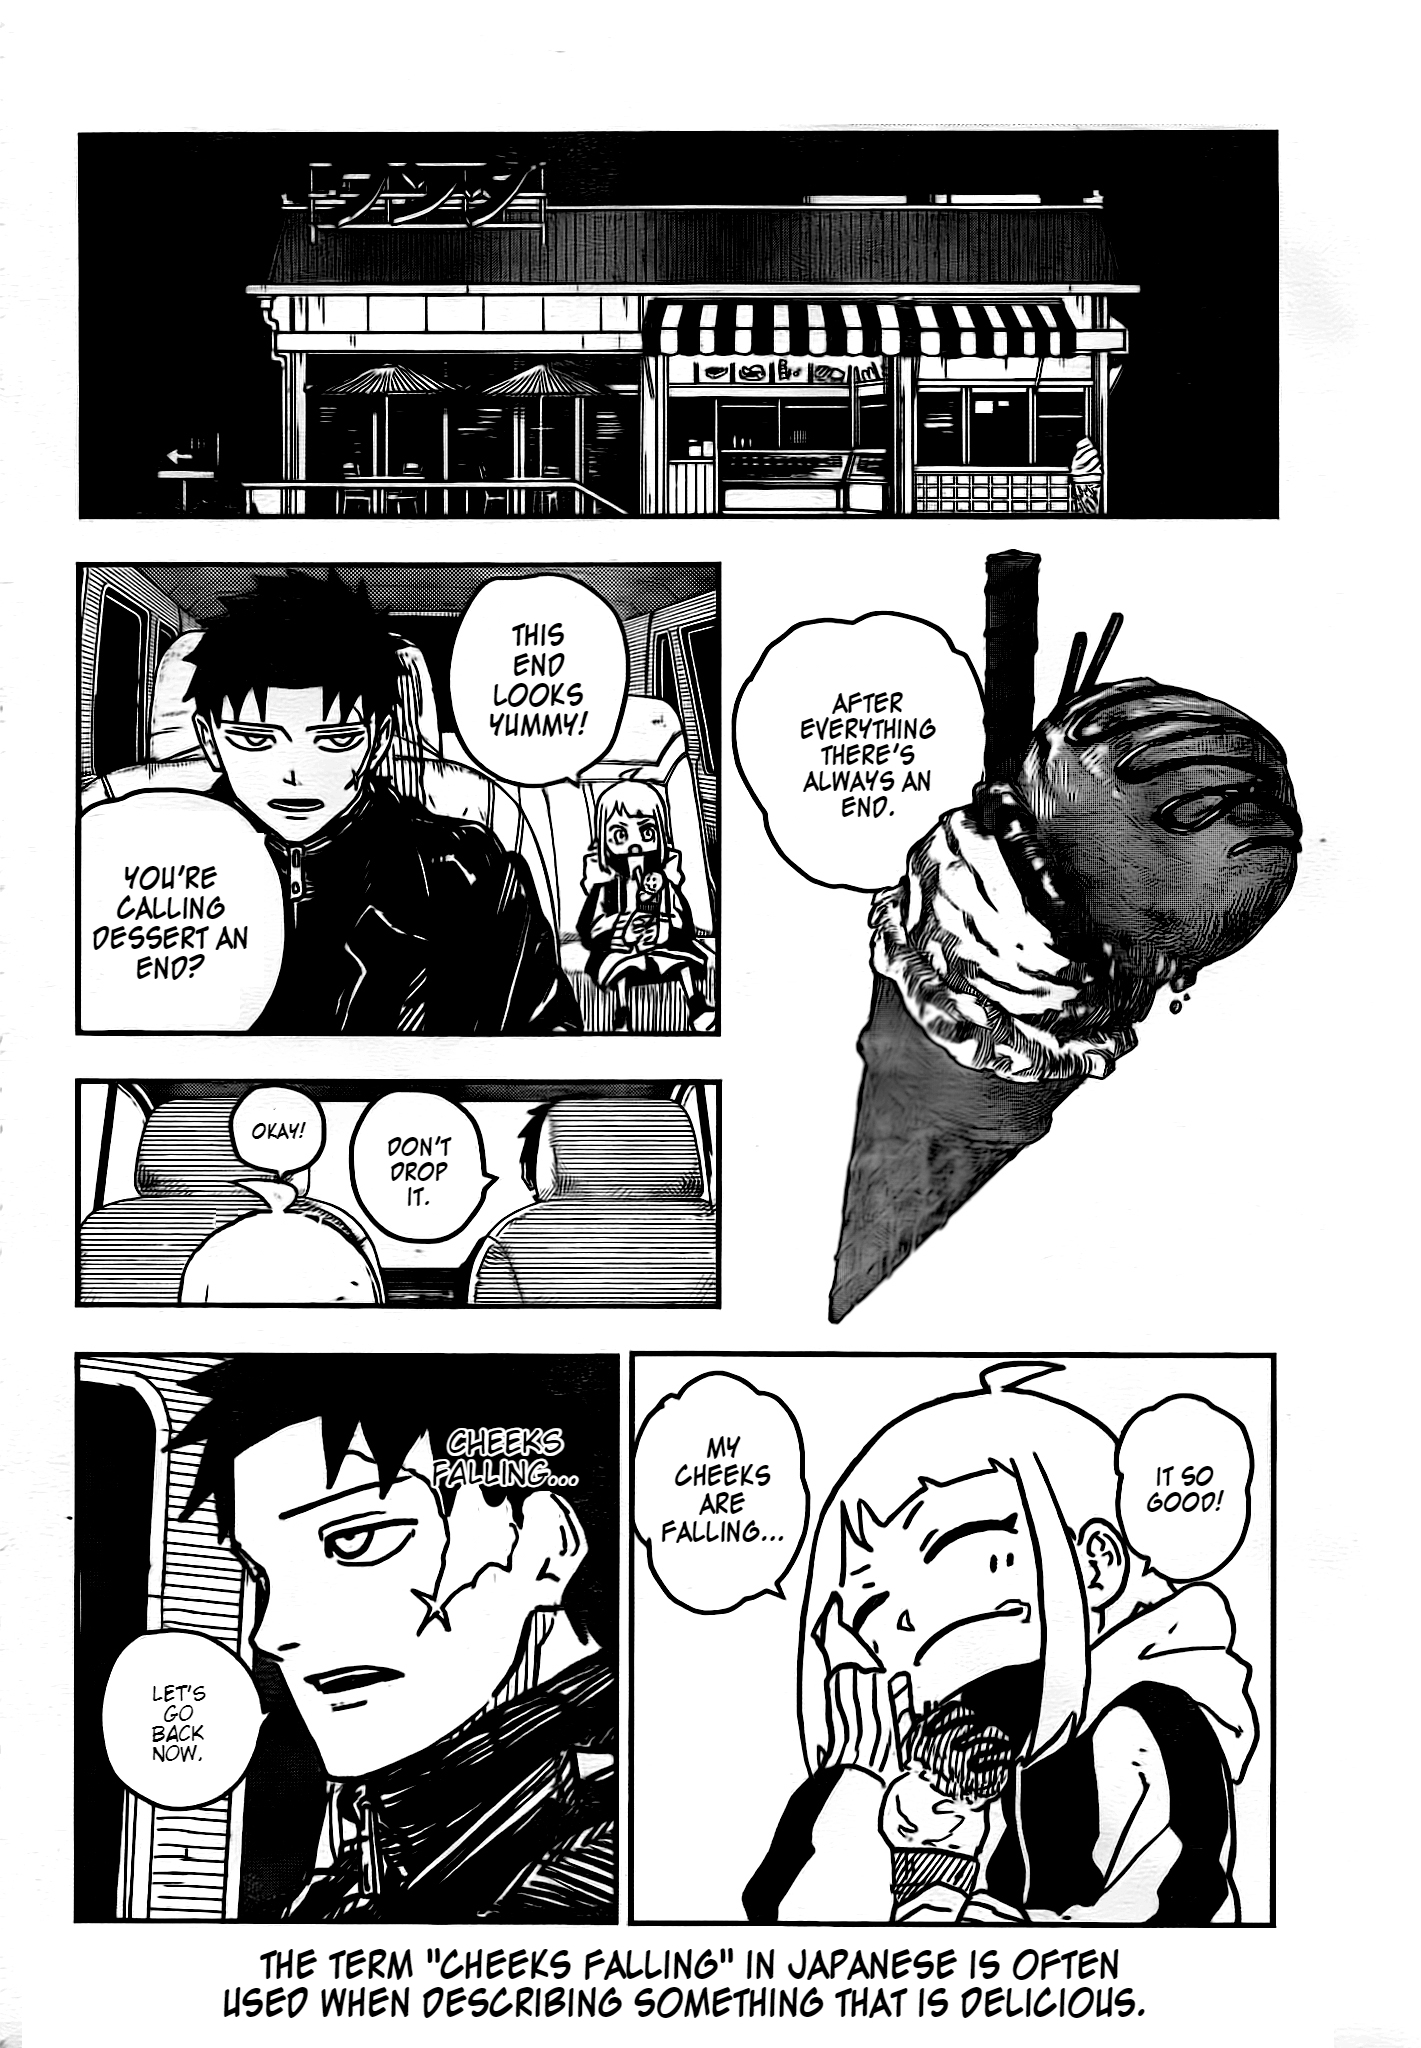 AFTER
EVERYTHING
THERE'S
ALWAYS AN
END.
THIS
END
LOOKS
YUMMY!
YOU'RE
CALLING
DESSERT AN
END?
DON'T
DROP
IT.
OKAY!
IT SO
GOOD!
MY
CHEEKS
ARE
FALLING...
CHEEKS
FALLING...
LET'S
GO
BACK
NOW.
THE TERM "CHEEKS FALLING" IN JAPANESE IS OFTEN
USED WHEN DESCRIBING SOMETHING THAT IS DELICIOUS.